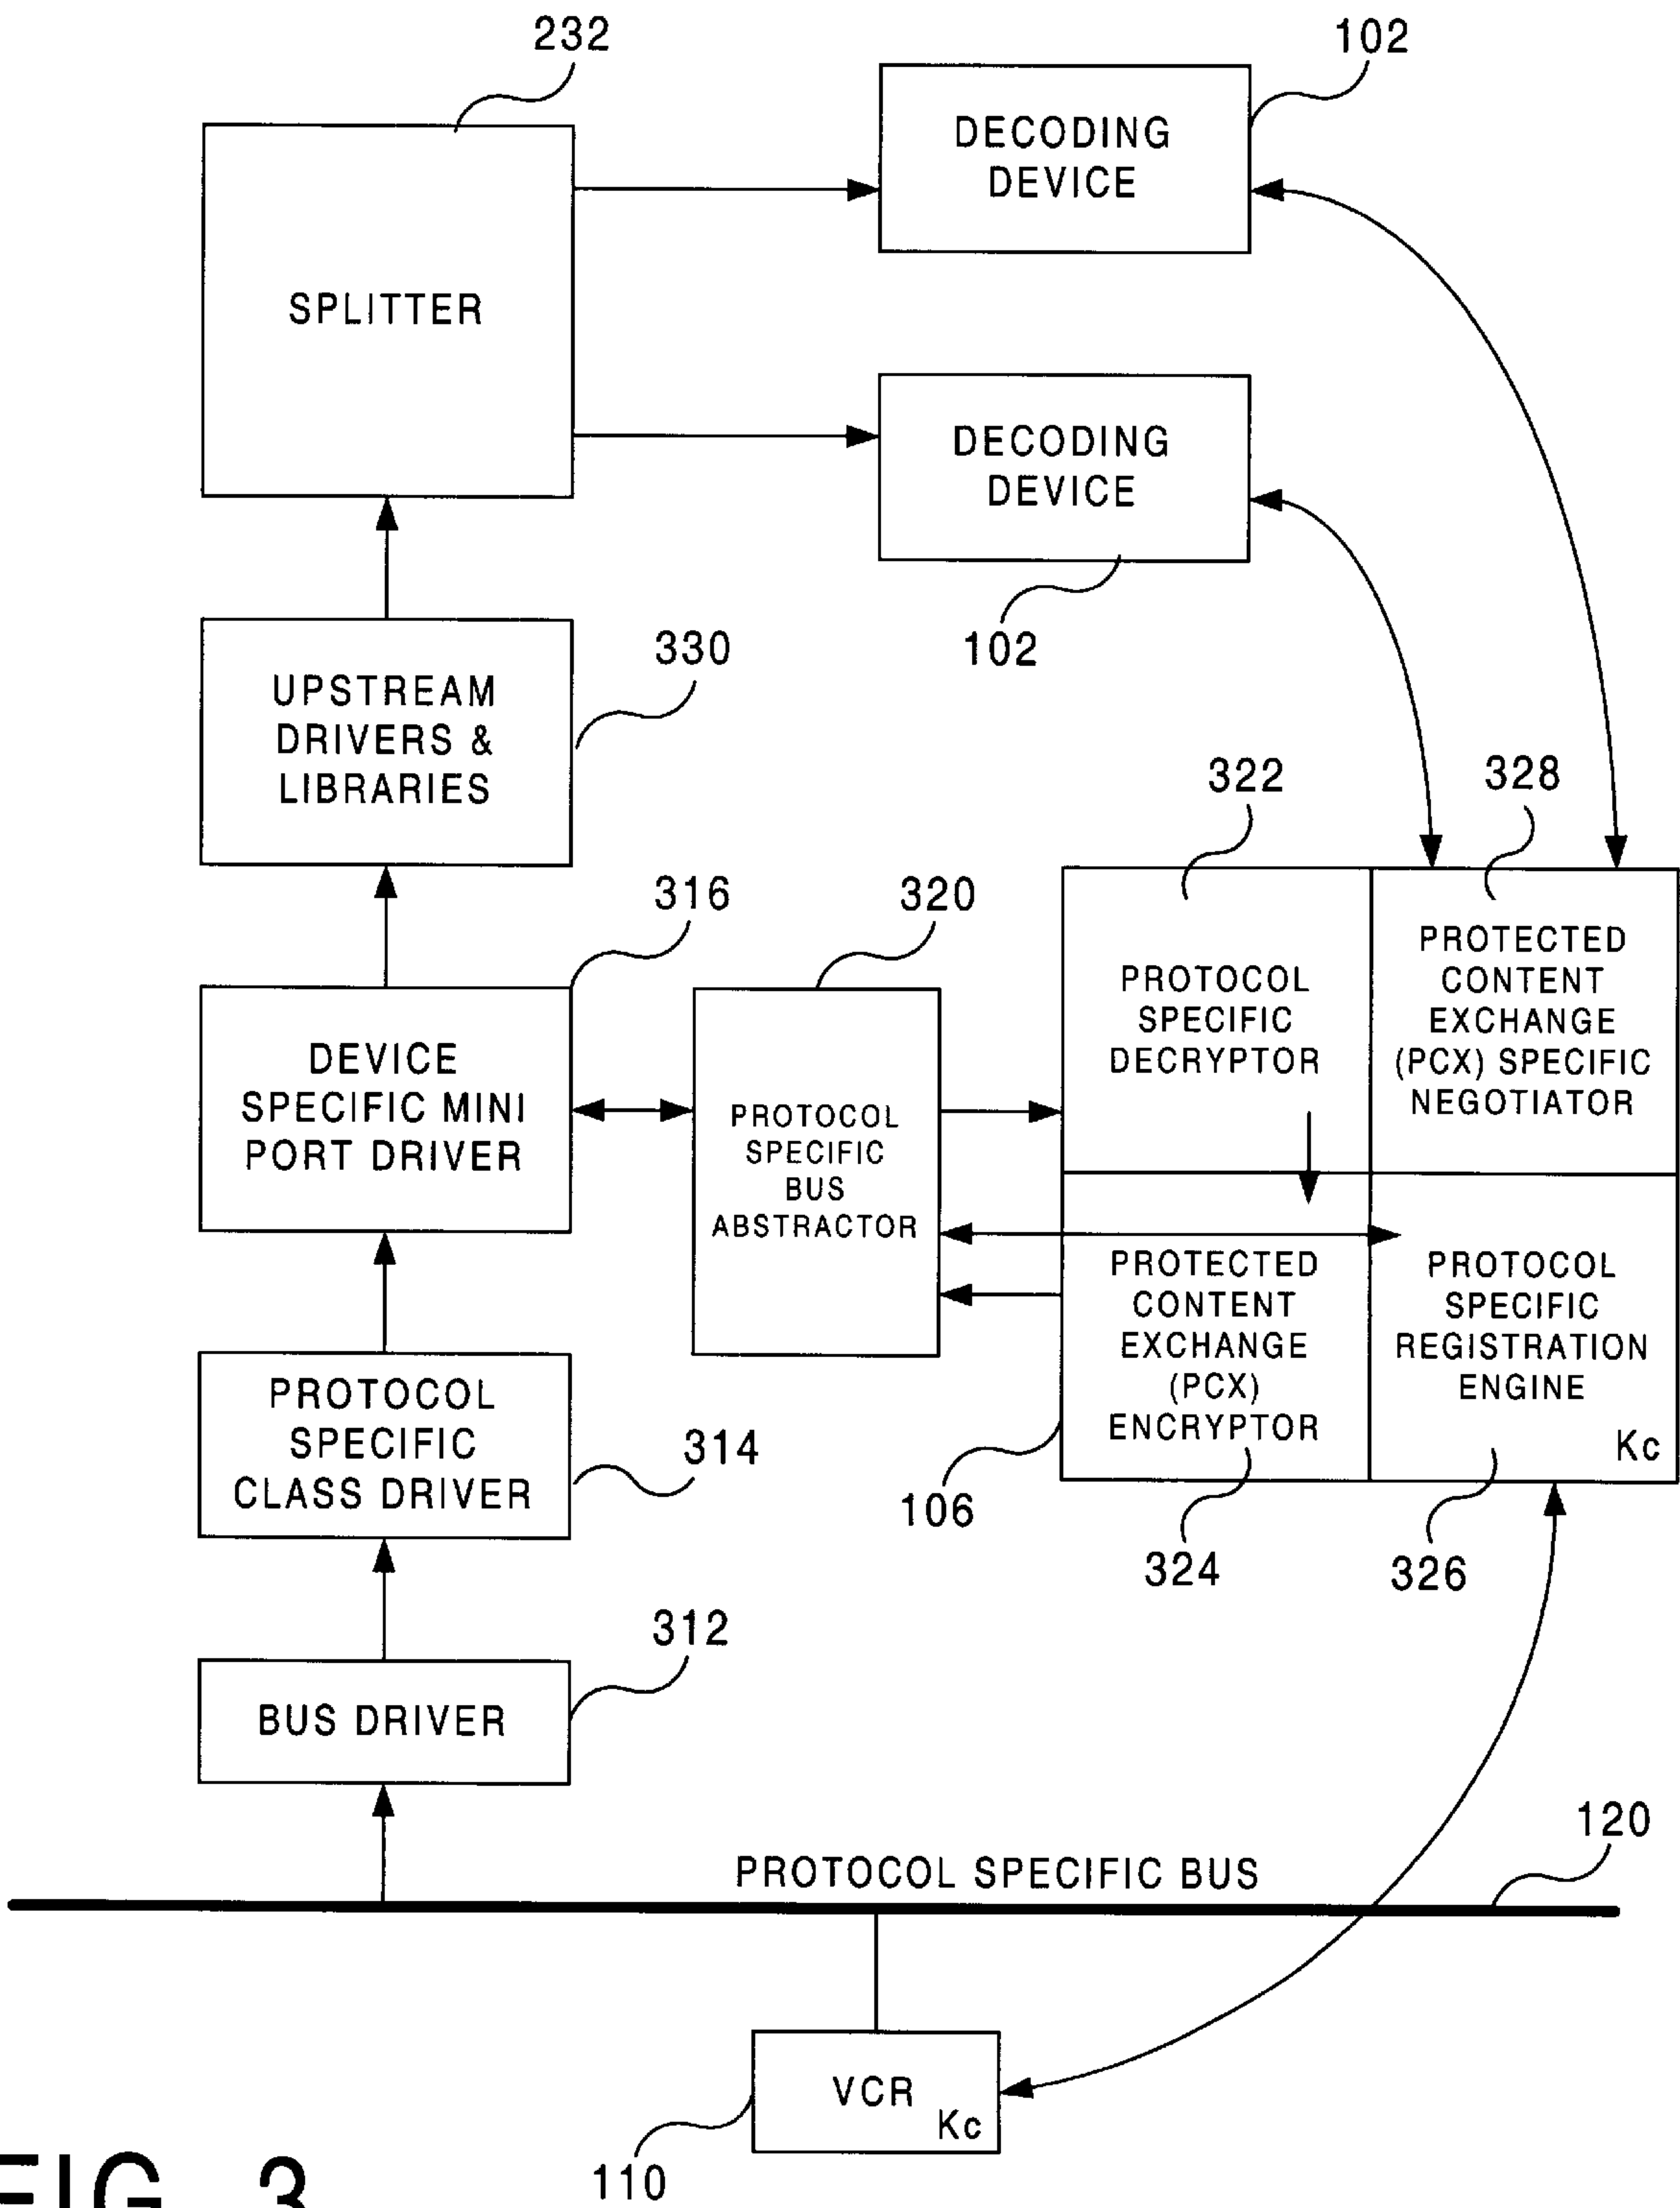 232
102
DECODING
DEVICE
SPLITTER
DECODING
DEVICE
102
330
UPSTREAM
DRIVERS &
LIBRARIES
322
328
316
320
PROTECTED
CONTENT
EXCHANGE
(PCX) SPECIFIC
NEGOTIATOR
PROTOCOL
SPECIFIC
DECRYPTOR
DEVICE
SPECIFIC MINI
PORT DRIVER
PROTOCOL
SPECIFIC
BUS
ABSTRACTOR
PROTECTED
CONTENT
EXCHANGE
(PCX)
ENCRYPTOR
PROTOCOL
SPECIFIC
REGISTRATION
ENGINE
Kc
PROTOCOL
SPECIFIC
CLASS DRIVER
314
106
324
326
312
BUS DRIVER
120
PROTOCOL SPECIFIC BUS
VCR
Kc
110
FIG. 3